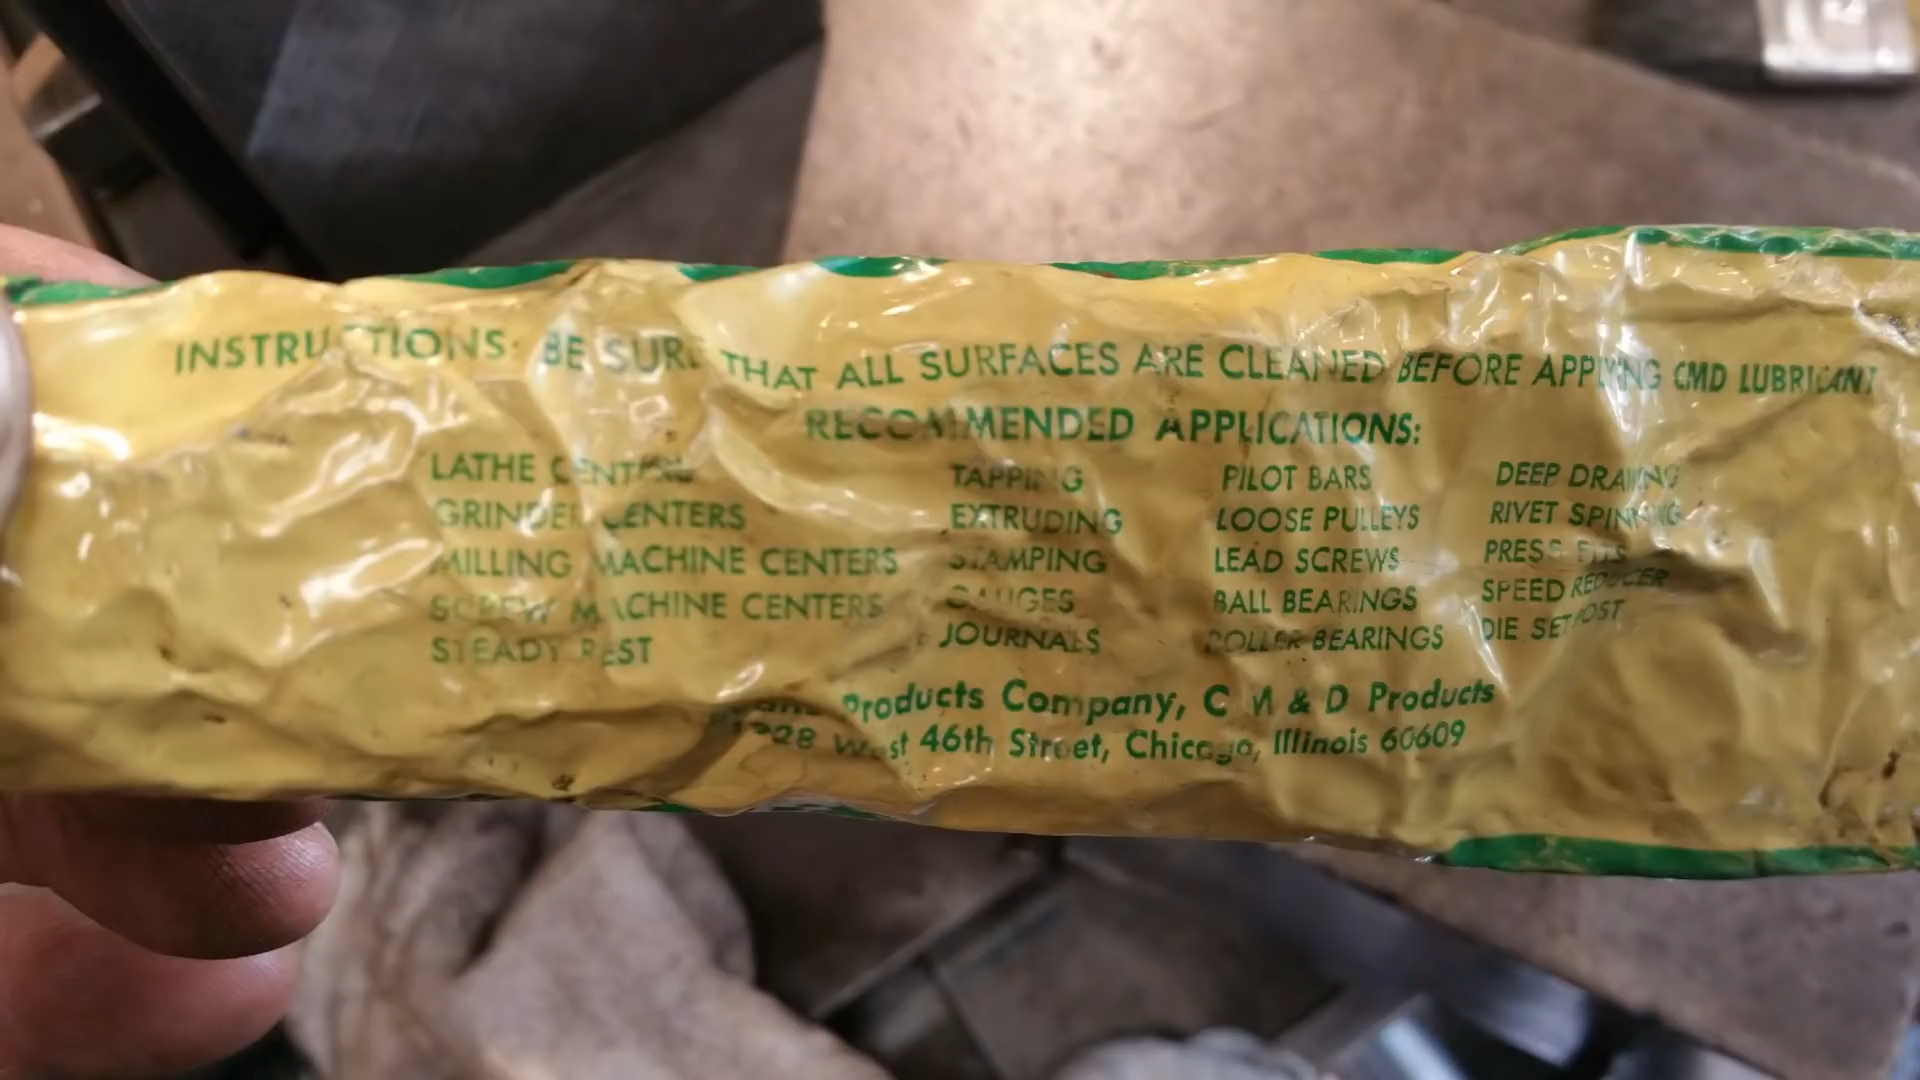 INSTRUCTIONS: BE SURE THAT ALL SURFACES ARE CLEANED BEFORE APPLYING CMD LUBRICANT
RECOMMENDED APPLICATIONS:
LATHE CENTERS TAPPING PILOT BARS DEEP DRAWING
GRINDER CENTERS EXTRUDING LOOSE PULLEYS RIVET SPINNING
MILLING MACHINE CENTERS STAMPING LEAD SCREWS PRESS FITS
SCREW MACHINE CENTERS GAUGES BALL BEARINGS SPEED REDUCER
STEADY REST JOURNALS ROLLER BEARINGS DIE SET POST
Products Company, C M & D Products
West 46th Street, Chicago, Illinois 60609